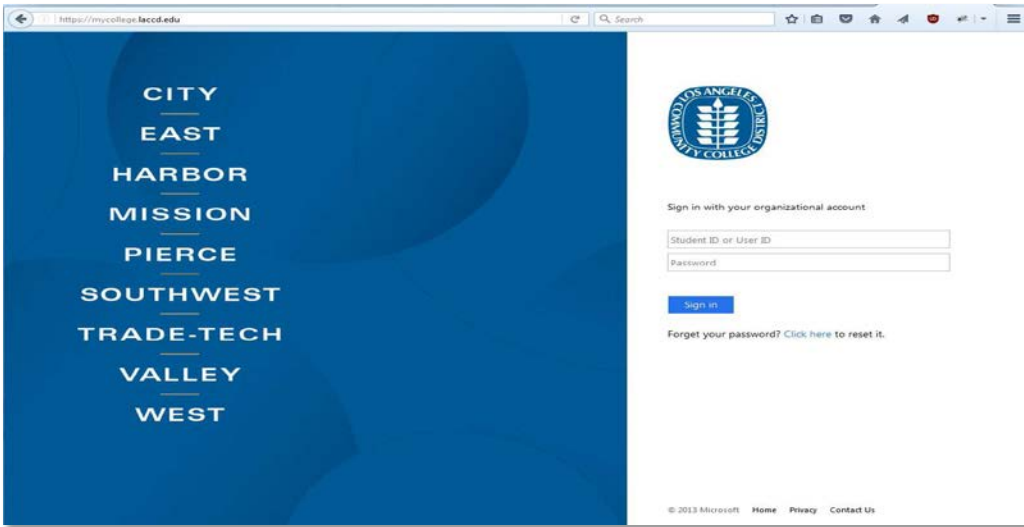 https://mycollege.laccd.edu
Search
CITY
EAST
HARBOR
MISSION
PIERCE
SOUTHWEST
TRADE-TECH
VALLEY
WEST
LOS ANGELES
COMMUNITY COLLEGE DISTRICT
Sign in with your organizational account
Student ID or User ID
Password
Sign in
Forget your password? Click here to reset it.
© 2013 Microsoft Home Privacy Contact Us